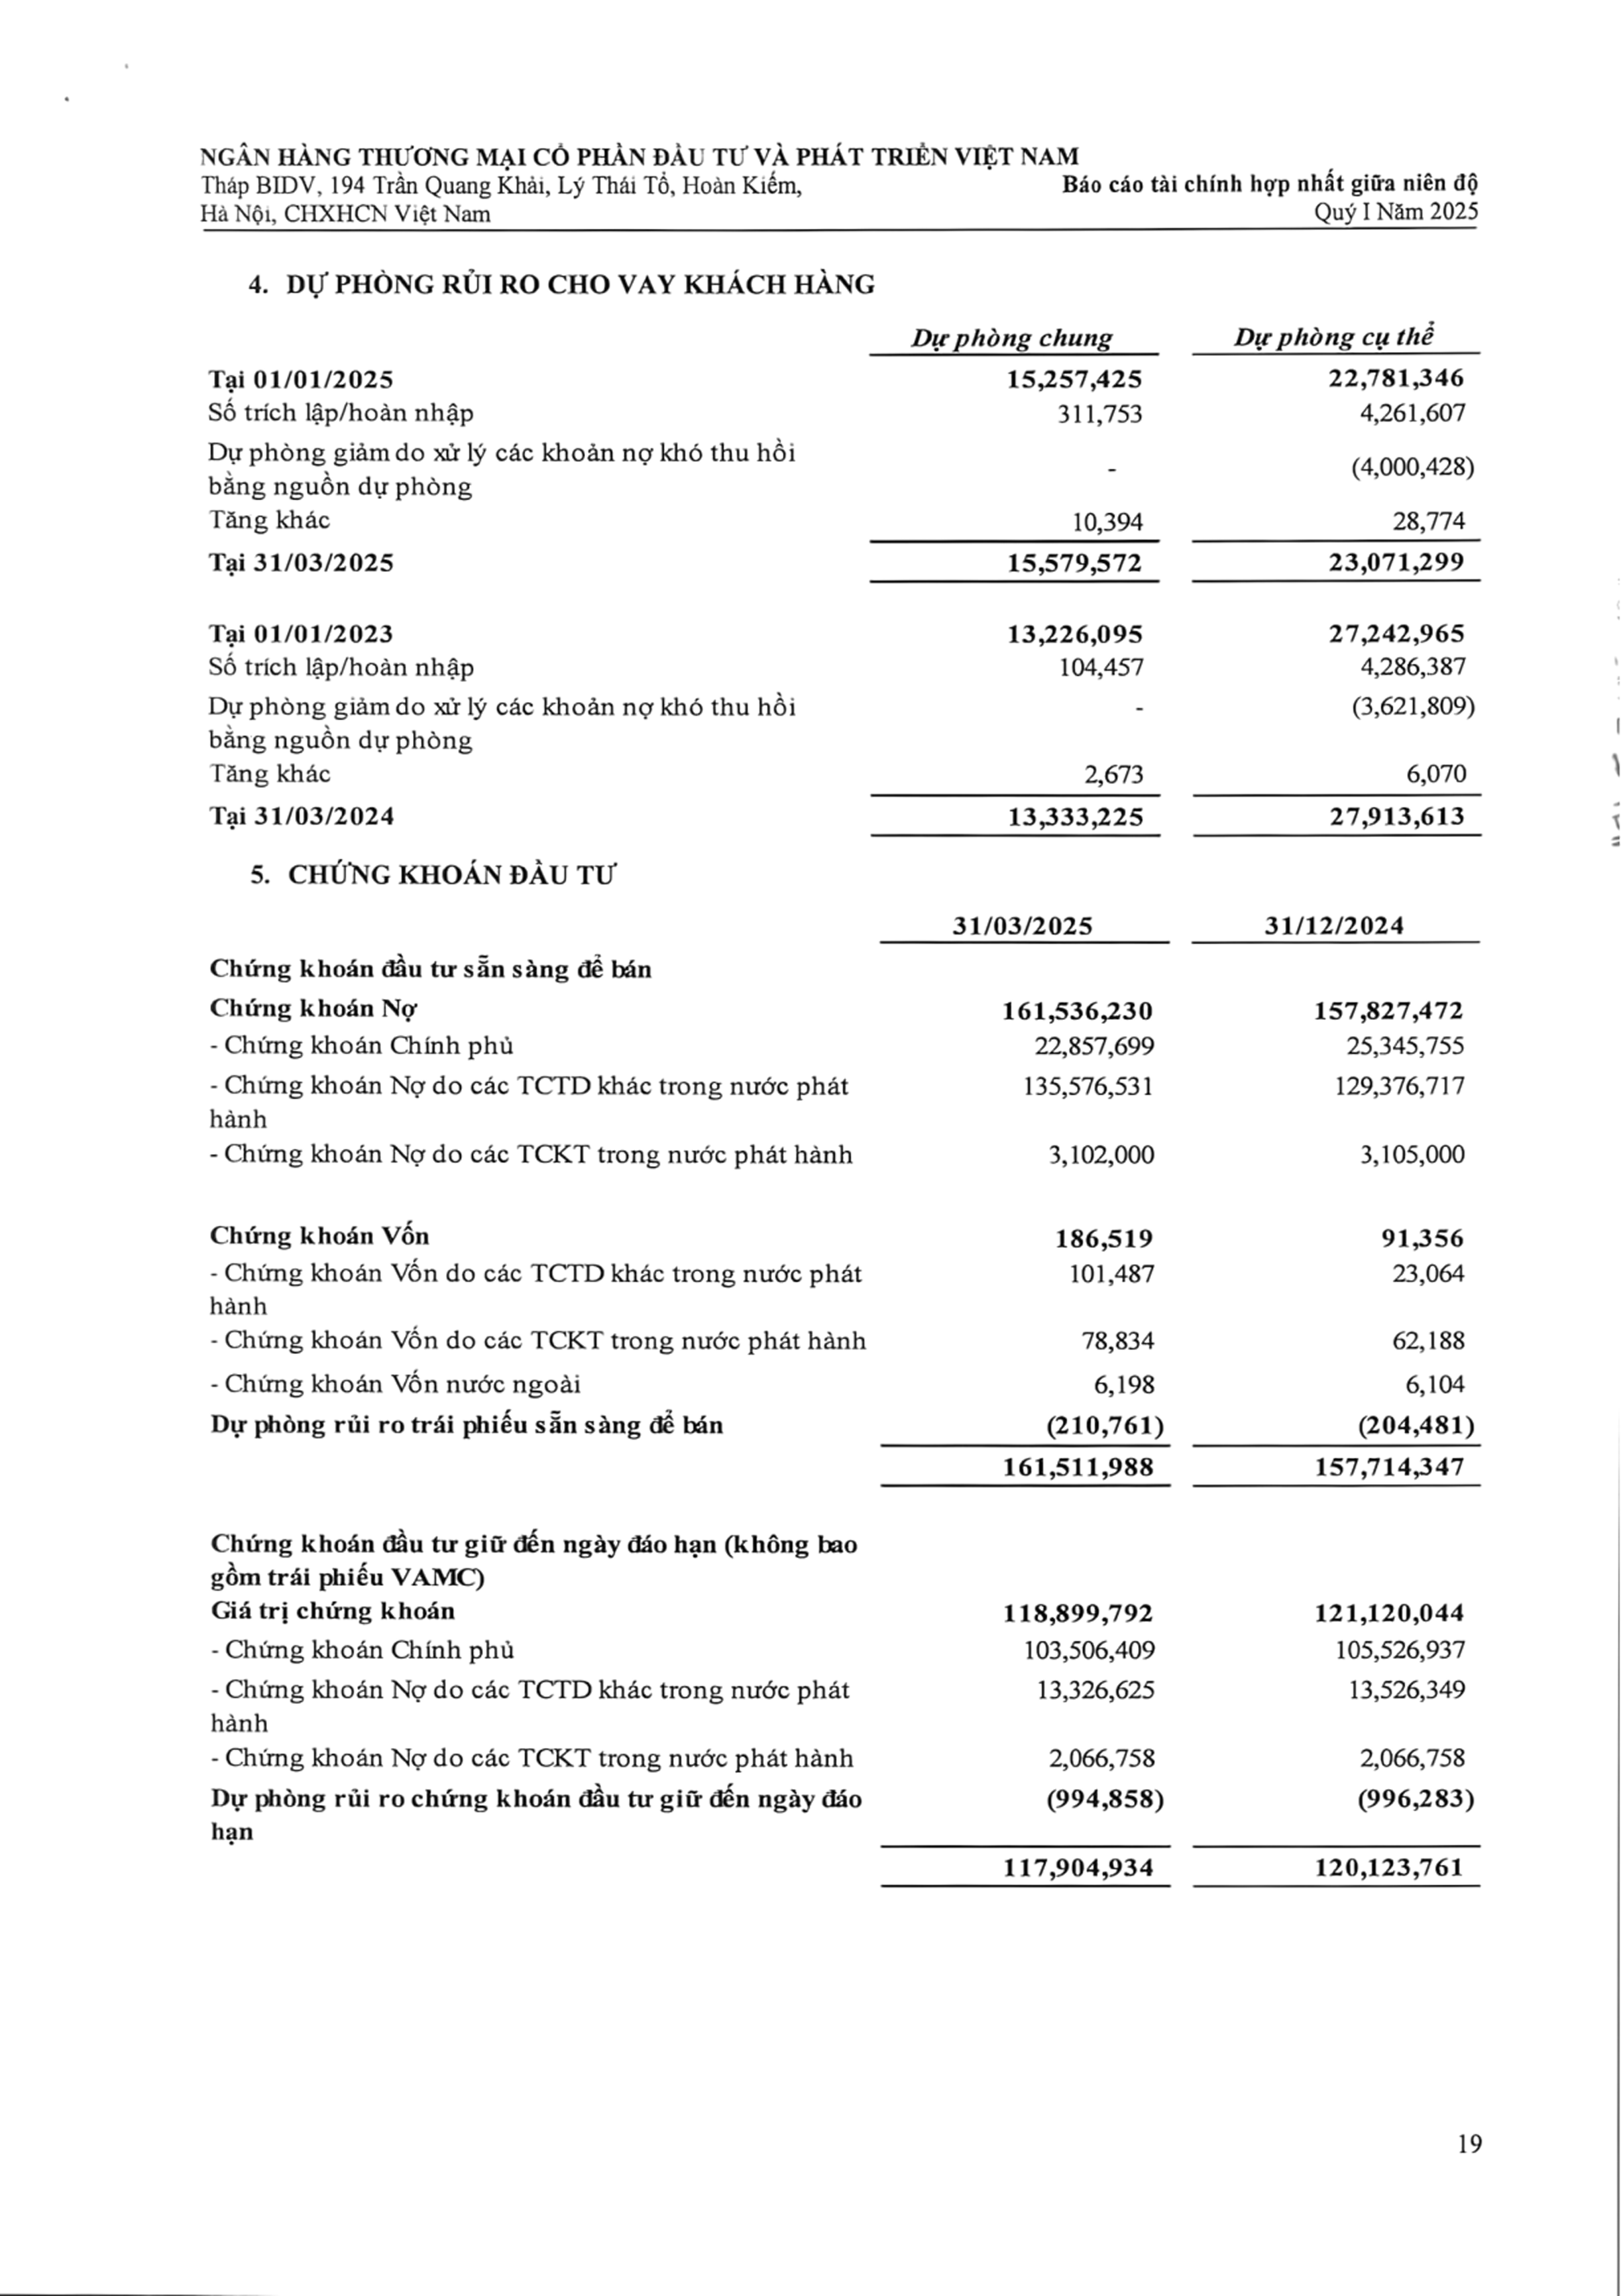 NGÂN HÀNG THƯƠNG MẠI CỔ PHẦN ĐẦU TƯ VÀ PHÁT TRIỂN VIỆT NAM
Tháp BIDV, 194 Trần Quang Khải, Lý Thái Tổ, Hoàn Kiếm, Báo cáo tài chính hợp nhất giữa niên độ
Hà Nội, CHXHCN Việt Nam Quý I Năm 2025
4. DỰ PHÒNG RỦI RO CHO VAY KHÁCH HÀNG
Dự phòng chung Dự phòng cụ thể
Tại 01/01/2025 15,257,425 22,781,346
Số trích lập/hoàn nhập 311,753 4,261,607
Dự phòng giảm do xử lý các khoản nợ khó thu hồi
bằng nguồn dự phòng - (4,000,428)
Tăng khác 10,394 28,774
Tại 31/03/2025 15,579,572 23,071,299
Tại 01/01/2023 13,226,095 27,242,965
Số trích lập/hoàn nhập 104,457 4,286,387
Dự phòng giảm do xử lý các khoản nợ khó thu hồi - (3,621,809)
bằng nguồn dự phòng
Tăng khác 2,673 6,070
Tại 31/03/2024 13,333,225 27,913,613
5. CHỨNG KHOÁN ĐẦU TƯ
31/03/2025 31/12/2024
Chứng khoán đầu tư sẵn sàng để bán
Chứng khoán Nợ 161,536,230 157,827,472
- Chứng khoán Chính phủ 22,857,699 25,345,755
- Chứng khoán Nợ do các TCTD khác trong nước phát 135,576,531 129,376,717
hành
- Chứng khoán Nợ do các TCKT trong nước phát hành 3,102,000 3,105,000
Chứng khoán Vốn 186,519 91,356
- Chứng khoán Vốn do các TCTD khác trong nước phát 101,487 23,064
hành
- Chứng khoán Vốn do các TCKT trong nước phát hành 78,834 62,188
- Chứng khoán Vốn nước ngoài 6,198 6,104
Dự phòng rủi ro trái phiếu sẵn sàng để bán (210,761) (204,481)
161,511,988 157,714,347
Chứng khoán đầu tư giữ đến ngày đáo hạn (không bao
gồm trái phiếu VAMC)
Giá trị chứng khoán 118,899,792 121,120,044
- Chứng khoán Chính phủ 103,506,409 105,526,937
- Chứng khoán Nợ do các TCTD khác trong nước phát 13,326,625 13,526,349
hành
- Chứng khoán Nợ do các TCKT trong nước phát hành 2,066,758 2,066,758
Dự phòng rủi ro chứng khoán đầu tư giữ đến ngày đáo (994,858) (996,283)
hạn
117,904,934 120,123,761
19